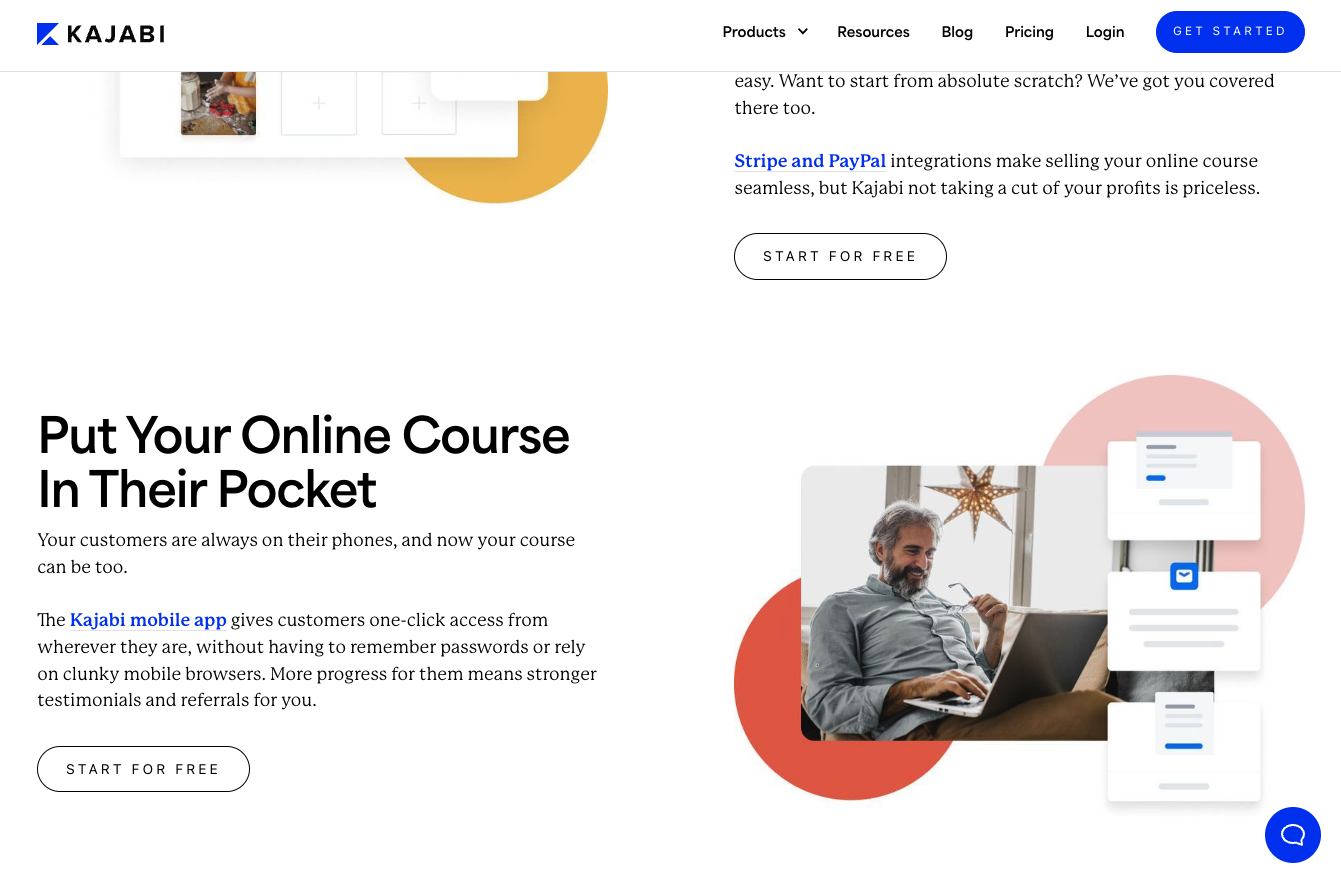 KAJABI
Products
Resources
Blog
Pricing
Login
GET STARTED
easy. Want to start from absolute scratch? We’ve got you covered
there too.
Stripe and PayPal integrations make selling your online course
seamless, but Kajabi not taking a cut of your profits is priceless.
START FOR FREE
Put Your Online Course
In Their Pocket
Your customers are always on their phones, and now your course
can be too.
The Kajabi mobile app gives customers one-click access from
wherever they are, without having to remember passwords or rely
on clunky mobile browsers. More progress for them means stronger
testimonials and referrals for you.
START FOR FREE